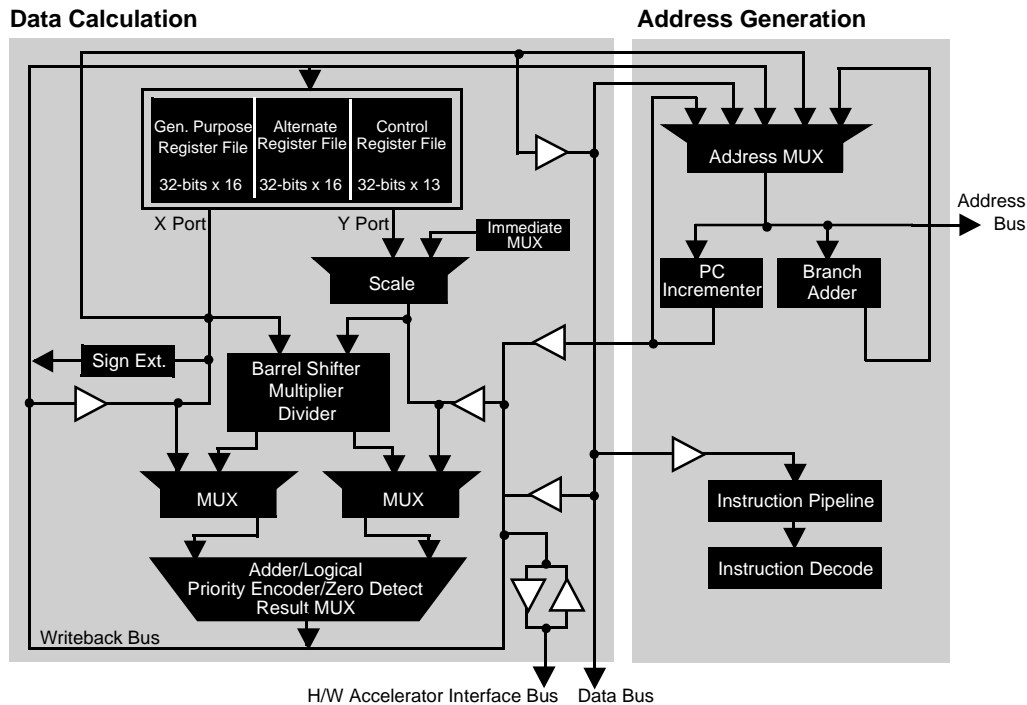 Data Calculation
Address Generation
Gen. Purpose
Register File
32-bits x 16
Alternate
Register File
32-bits x 16
Control
Register File
32-bits x 13
X Port
Y Port
Immediate
MUX
Scale
Sign Ext.
Barrel Shifter
Multiplier
Divider
MUX
MUX
Adder/Logical
Priority Encoder/Zero Detect
Result MUX
Writeback Bus
H/W Accelerator Interface Bus
Data Bus
Address MUX
Address
Bus
PC
Incrementer
Branch
Adder
Instruction Pipeline
Instruction Decode